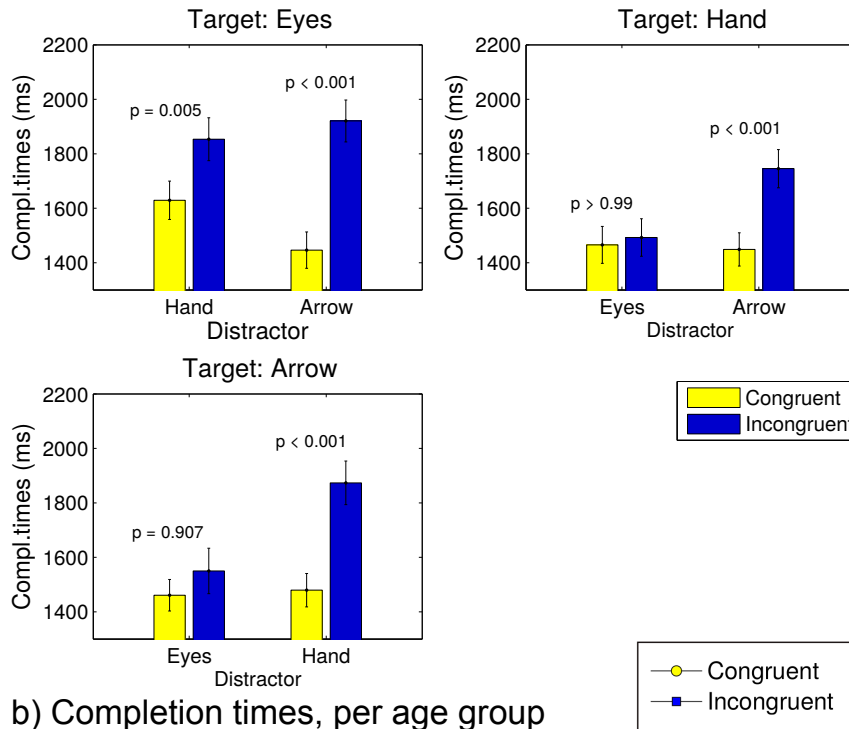 Target: Eyes
2200
2000
1800
1600
1400
Compl.times (ms)
p = 0.005
p < 0.001
Hand
Arrow
Distractor
Target: Hand
2200
2000
1800
1600
1400
Compl.times (ms)
p > 0.99
p < 0.001
Eyes
Arrow
Distractor
Target: Arrow
2200
2000
1800
1600
1400
Compl.times (ms)
p = 0.907
p < 0.001
Eyes
Hand
Distractor
Congruent
Incongruent
Congruent
Incongruent
b) Completion times, per age group